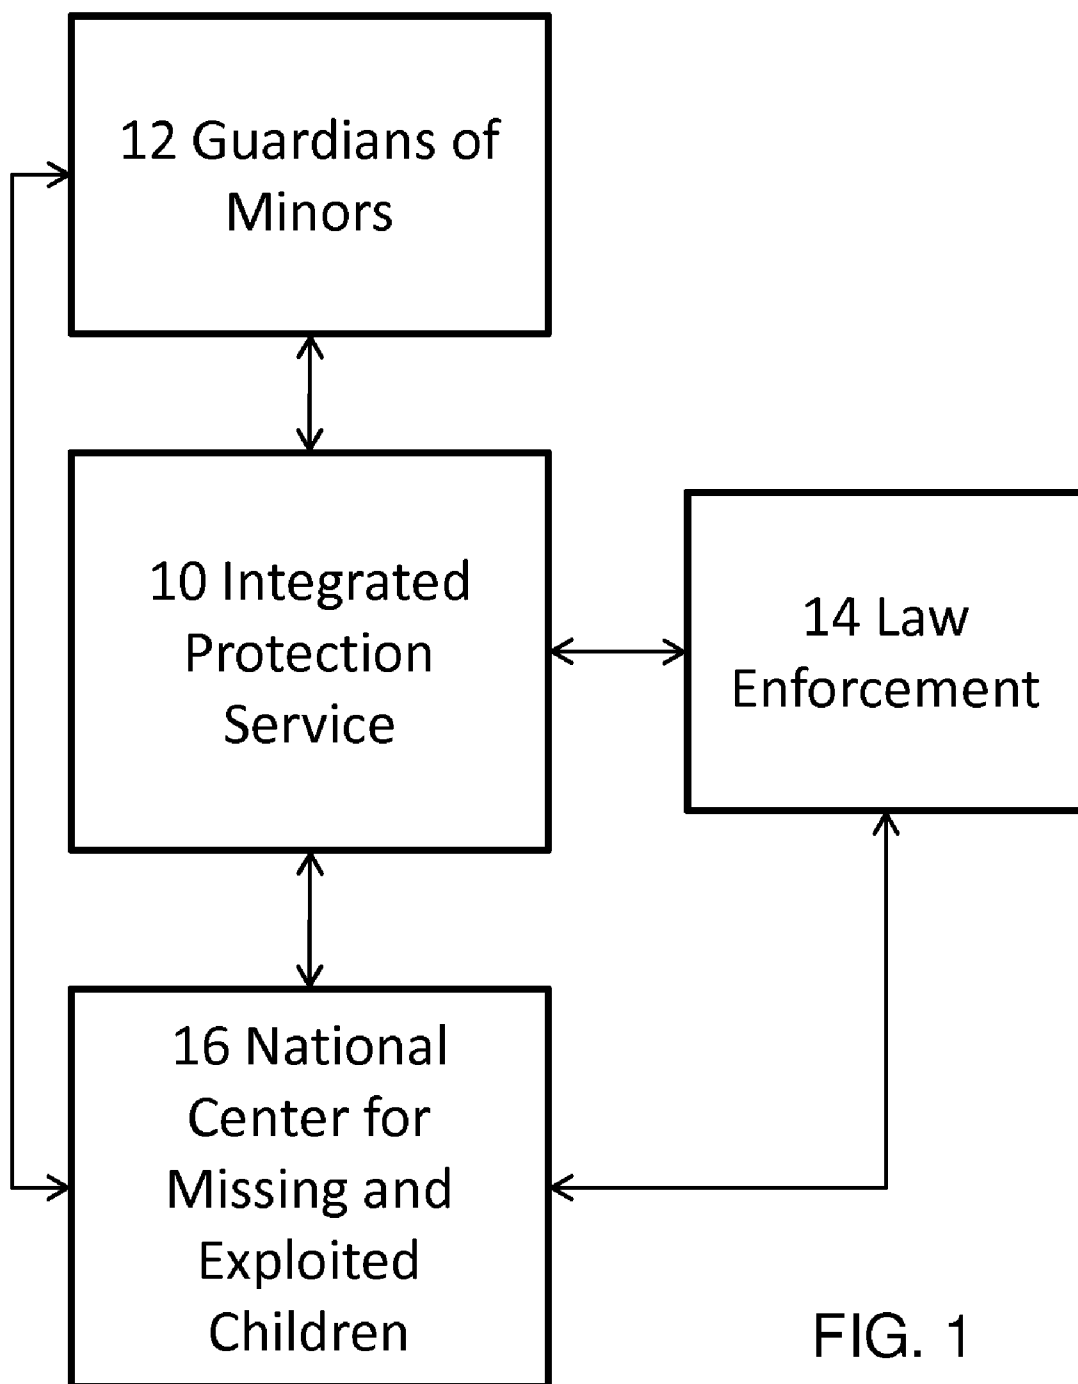 12 Guardians of
Minors
10 Integrated
Protection
Service
14 Law
Enforcement
16 National
Center for
Missing and
Exploited
Children
FIG. 1